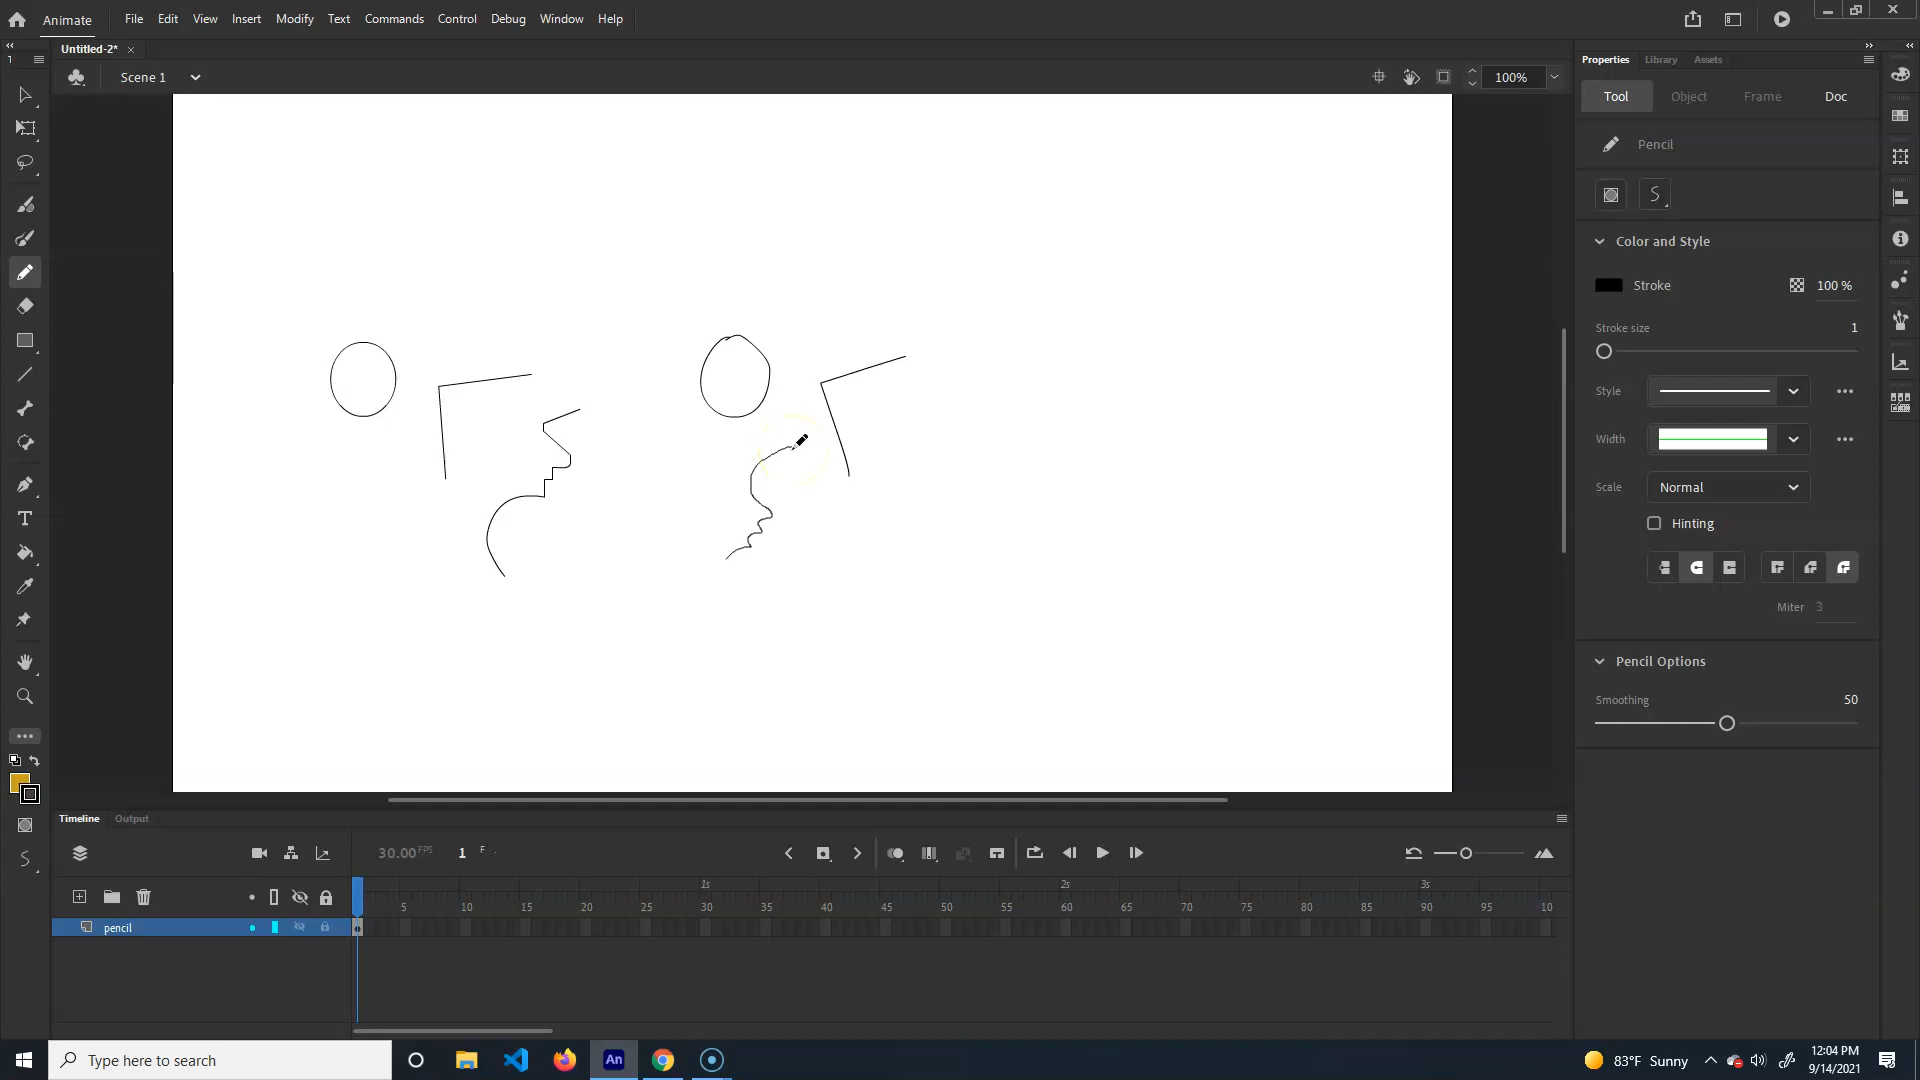 Animate File Edit View Insert Modify Text Commands Control Debug Window Help
Untitled-2*
1
Scene 1
100%
Properties Library Assets
Tool Object Frame Doc
Pencil
Color and Style
Stroke 100 %
Stroke size 1
Style
Width
Scale Normal
Hinting
Miter 3
Pencil Options
Smoothing 50
Timeline Output
30.00 FPS 1 F
1s 2s 3s
5 10 15 20 25 30 35 40 45 50 55 60 65 70 75 80 85 90 95 10
pencil
Type here to search
An
83°F Sunny
12:04 PM
9/14/2021